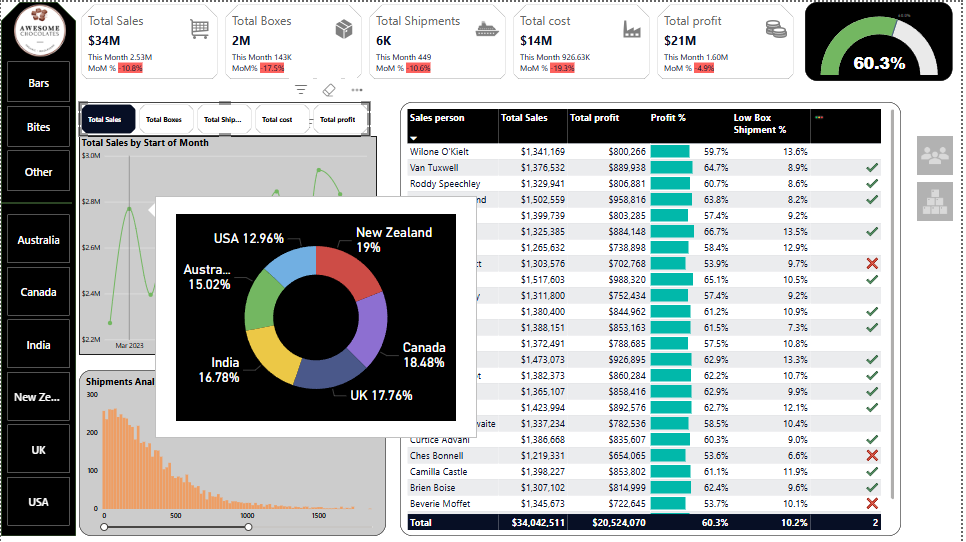 AWESOME
CHOCOLATES
Total Sales
$34M
This Month 2.53M
MoM % -10.8%
Total Boxes
2M
This Month 143K
MoM% -17.5%
Total Shipments
6K
This Month 449
MoM % -10.6%
Total cost
$14M
This Month 926.63K
MoM % -19.3%
Total profit
$21M
This Month 1.60M
MoM % -4.9%
60.3%
Bars
Bites
Other
Australia
Canada
India
New Ze...
UK
USA
Total Sales Total Boxes Total Ship... Total cost Total profit
Total Sales by Start of Month
$3.0M
$2.8M
$2.6M
$2.4M
$2.2M
Mar 2023
USA 12.96%
New Zealand
19%
Austra...
15.02%
Canada
18.48%
India
16.78%
UK 17.76%
Shipments Anal
300
200
100
0
0 500 1000 1500
Sales person Total Sales Total profit Profit % Low Box
Shipment %
Wilone O'Kielt $1,341,169 $800,266 59.7% 13.6%
Van Tuxwell $1,376,532 $889,938 64.7% 8.9%
Roddy Speechley $1,329,941 $806,881 60.7% 8.6%
nd $1,502,559 $958,816 63.8% 8.2%
$1,399,739 $803,285 57.4% 9.2%
$1,325,385 $884,148 66.7% 13.5%
$1,265,632 $738,898 58.4% 12.9%
tt $1,303,576 $702,768 53.9% 9.7%
$1,517,603 $988,320 65.1% 10.5%
y $1,311,800 $752,434 57.4% 9.2%
$1,380,400 $844,962 61.2% 10.9%
$1,388,151 $853,163 61.5% 7.3%
$1,372,491 $788,685 57.5% 10.8%
$1,473,073 $926,895 62.9% 13.3%
t $1,382,373 $860,284 62.2% 10.7%
$1,365,107 $858,416 62.9% 9.9%
$1,423,994 $892,576 62.7% 12.1%
waite $1,337,234 $782,536 58.5% 10.4%
Curtice Advani $1,386,668 $835,607 60.3% 9.0%
Ches Bonnell $1,219,331 $654,065 53.6% 6.6%
Camilla Castle $1,398,227 $853,802 61.1% 11.9%
Brien Boise $1,307,102 $814,999 62.4% 9.6%
Beverie Moffet $1,345,673 $722,645 53.7% 10.1%
Total $34,042,511 $20,524,070 60.3% 10.2% 2